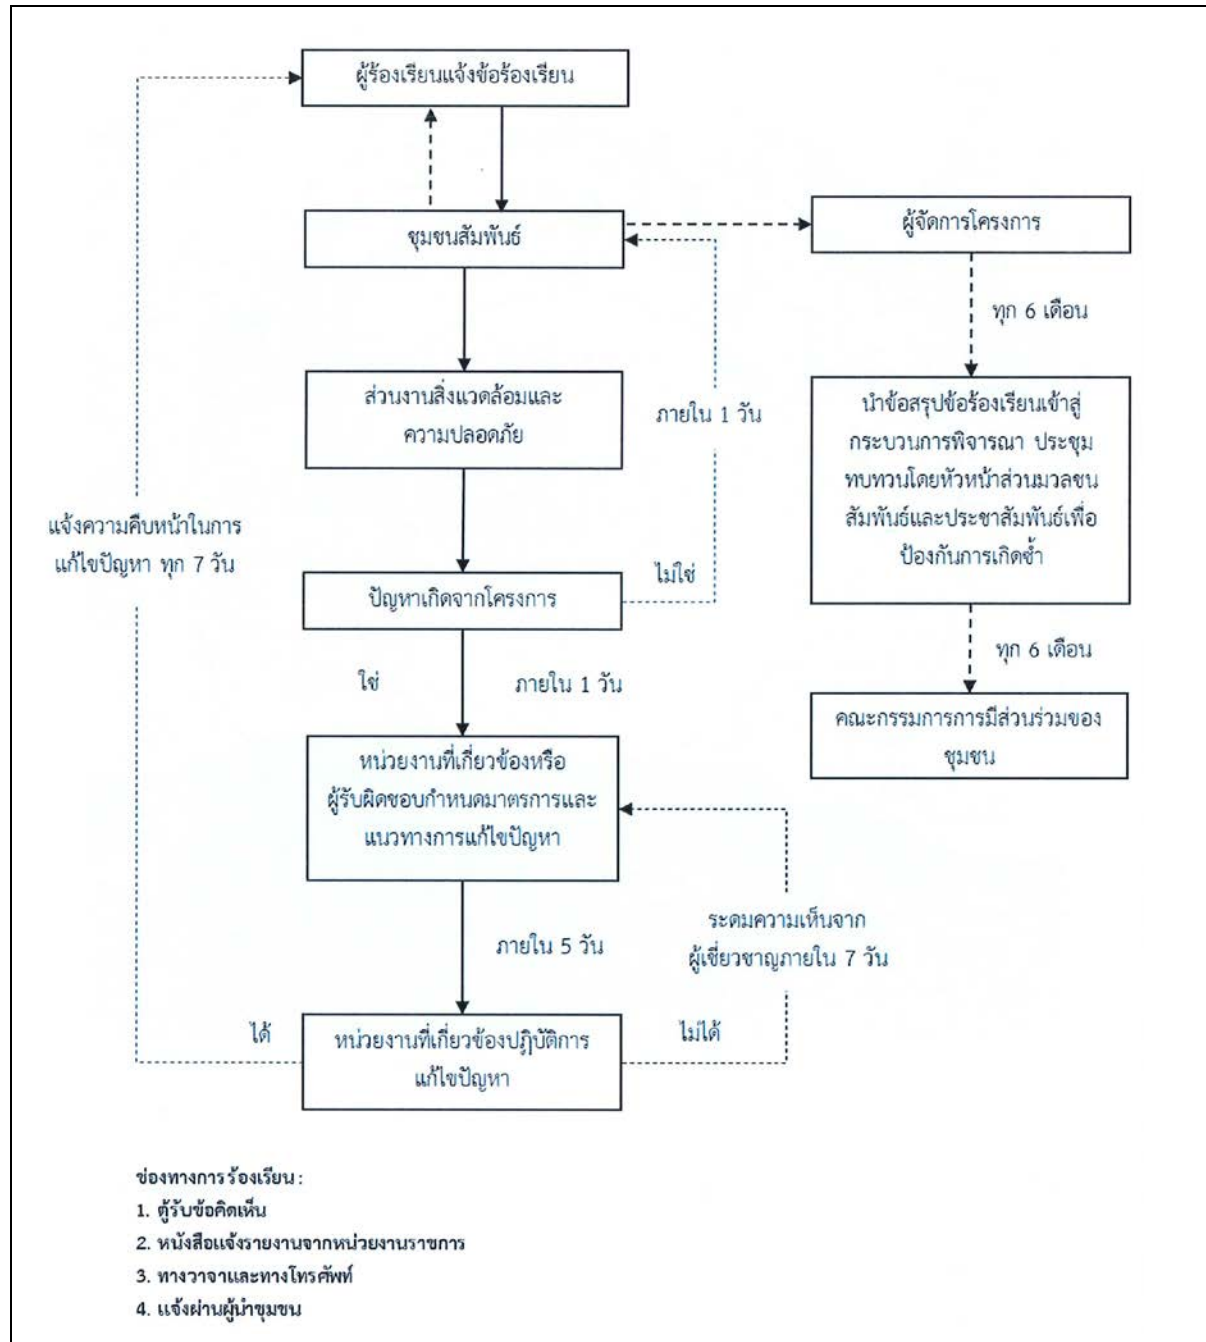 ผู้ร้องเรียนแจ้งข้อร้องเรียน
ชุมชนสัมพันธ์
ผู้จัดการโครงการ
ทุก 6 เดือน
ส่วนงานสิ่งแวดล้อมและ
ความปลอดภัย
ภายใน 1 วัน
นำข้อสรุปข้อร้องเรียนเข้าสู่
กระบวนการพิจารณา ประชุม
ทบทวนโดยหัวหน้าส่วนมวลชน
สัมพันธ์และประชาสัมพันธ์เพื่อ
ป้องกันการเกิดซ้ำ
แจ้งความคืบหน้าในการ
แก้ไขปัญหา ทุก 7 วัน
ปัญหาเกิดจากโครงการ
ไม่ใช่
ทุก 6 เดือน
ใช่
ภายใน 1 วัน
คณะกรรมการการมีส่วนร่วมของ
ชุมชน
หน่วยงานที่เกี่ยวข้องหรือ
ผู้รับผิดชอบกำหนดมาตรการและ
แนวทางการแก้ไขปัญหา
ภายใน 5 วัน
ระดมความเห็นจาก
ผู้เชี่ยวชาญภายใน 7 วัน
ได้
หน่วยงานที่เกี่ยวข้องปฏิบัติการ
แก้ไขปัญหา
ไม่ได้
ช่องทางการร้องเรียน :
1. ตู้รับข้อคิดเห็น
2. หนังสือแจ้งรายงานจากหน่วยงานราชการ
3. ทางวาจาและทางโทรศัพท์
4. แจ้งผ่านผู้นำชุมชน